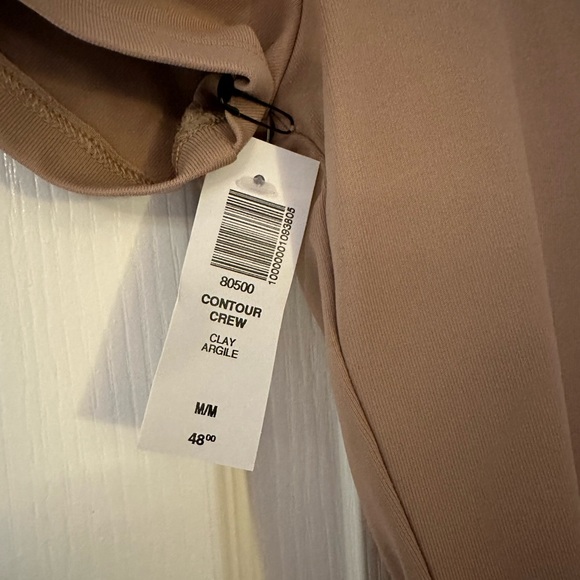 10000001093805
80500
CONTOUR
CREW
CLAY
ARGILE
M/M
48⁰⁰